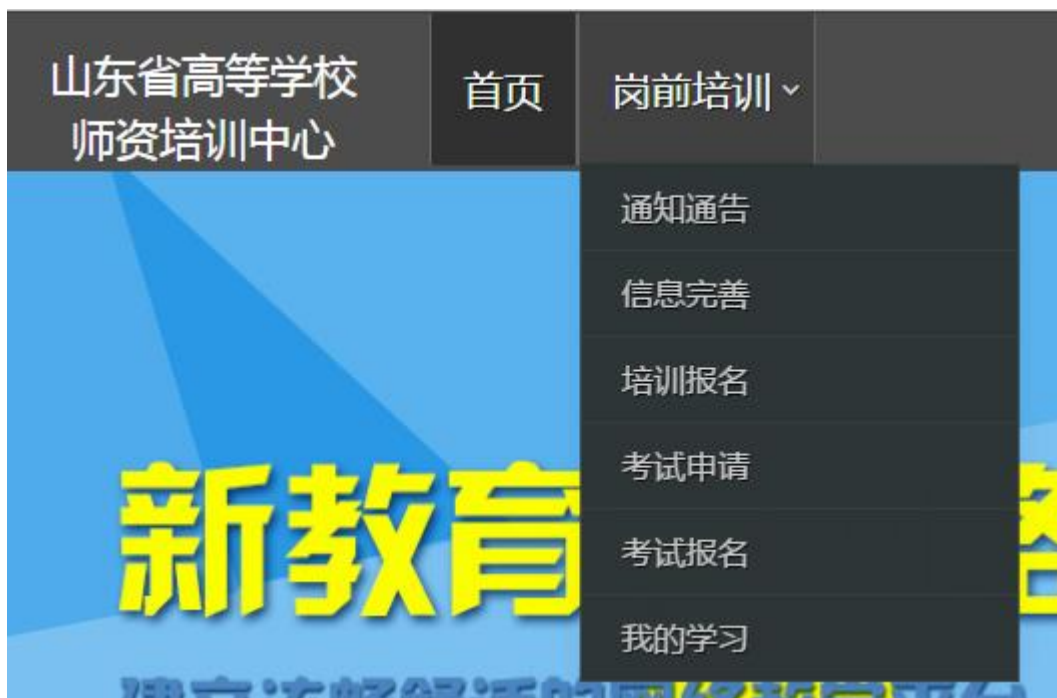 山东省高等学校
师资培训中心
首页
岗前培训
通知通告
信息完善
培训报名
考试申请
考试报名
我的学习
新教育